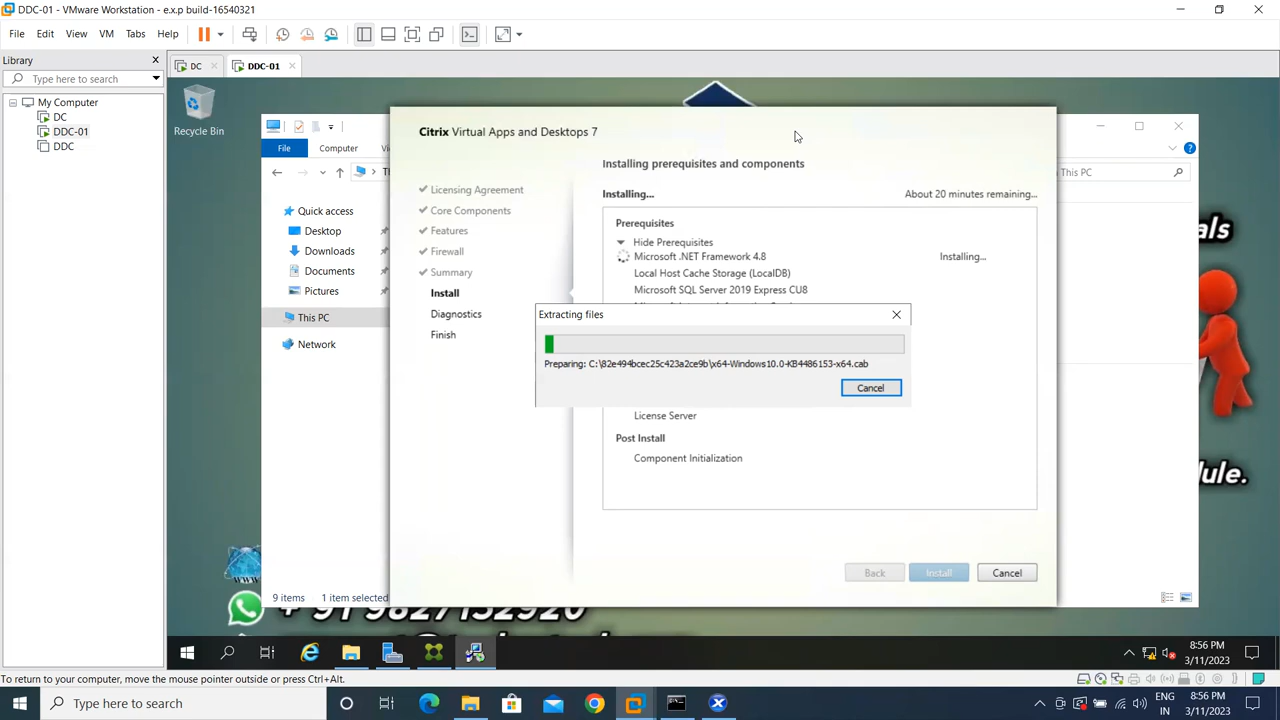 DDC-01 - VMware Workstation - e.x.p build-16540321
File Edit View VM Tabs Help
Library
Type here to search
My Computer
DC
DDC-01
DDC
DC
DDC-01
Recycle Bin
File Computer
This PC
Quick access
Desktop
Downloads
Documents
Pictures
This PC
Network
9 items 1 item selected
Citrix Virtual Apps and Desktops 7
Licensing Agreement
Core Components
Features
Firewall
Summary
Install
Diagnostics
Finish
Installing prerequisites and components
Installing... About 20 minutes remaining...
Prerequisites
Hide Prerequisites
Microsoft .NET Framework 4.8 Installing...
Local Host Cache Storage (LocalDB)
Microsoft SQL Server 2019 Express CU8
Extracting files
Preparing: C:\82e494bcec25c423a2ce9b\x64-Windows10.0-KB4486153-x64.cab
Cancel
License Server
Post Install
Component Initialization
Back Install Cancel
8:56 PM
3/11/2023
To return to your computer, move the mouse pointer outside or press Ctrl+Alt.
Type here to search
ENG
IN
8:56 PM
3/11/2023